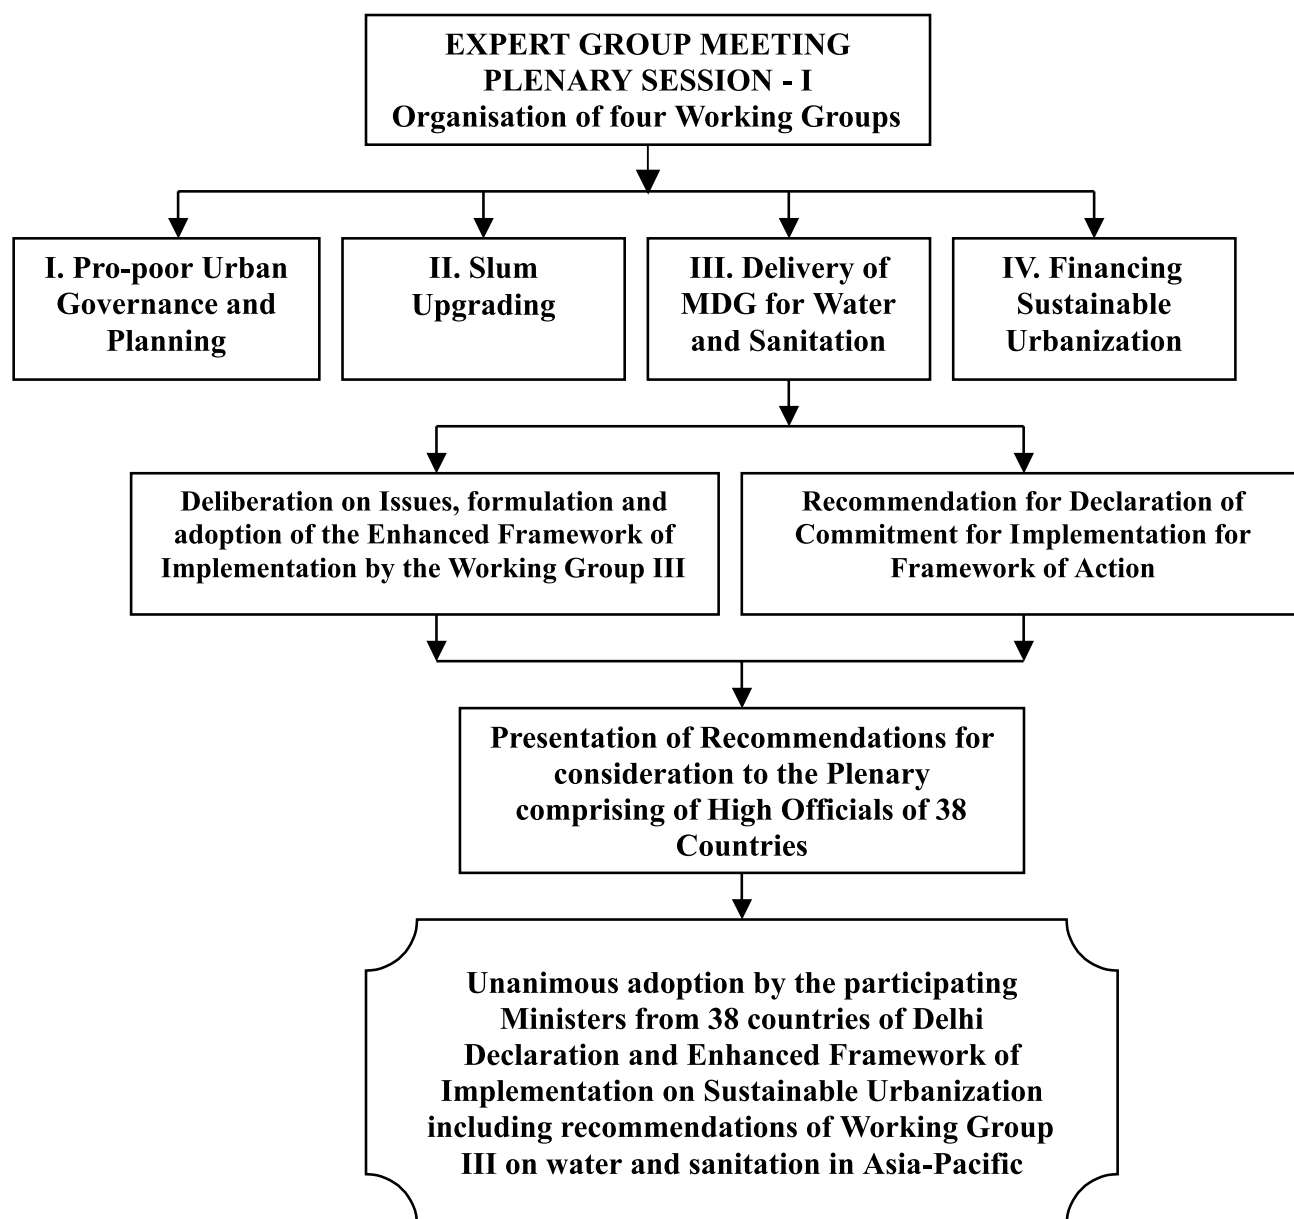 EXPERT GROUP MEETING
PLENARY SESSION - I
Organisation of four Working Groups
I. Pro-poor Urban
Governance and
Planning
II. Slum
Upgrading
III. Delivery of
MDG for Water
and Sanitation
IV. Financing
Sustainable
Urbanization
Deliberation on Issues, formulation and
adoption of the Enhanced Framework of
Implementation by the Working Group III
Recommendation for Declaration of
Commitment for Implementation for
Framework of Action
Presentation of Recommendations for
consideration to the Plenary
comprising of High Officials of 38
Countries
Unanimous adoption by the participating
Ministers from 38 countries of Delhi
Declaration and Enhanced Framework of
Implementation on Sustainable Urbanization
including recommendations of Working Group
III on water and sanitation in Asia-Pacific